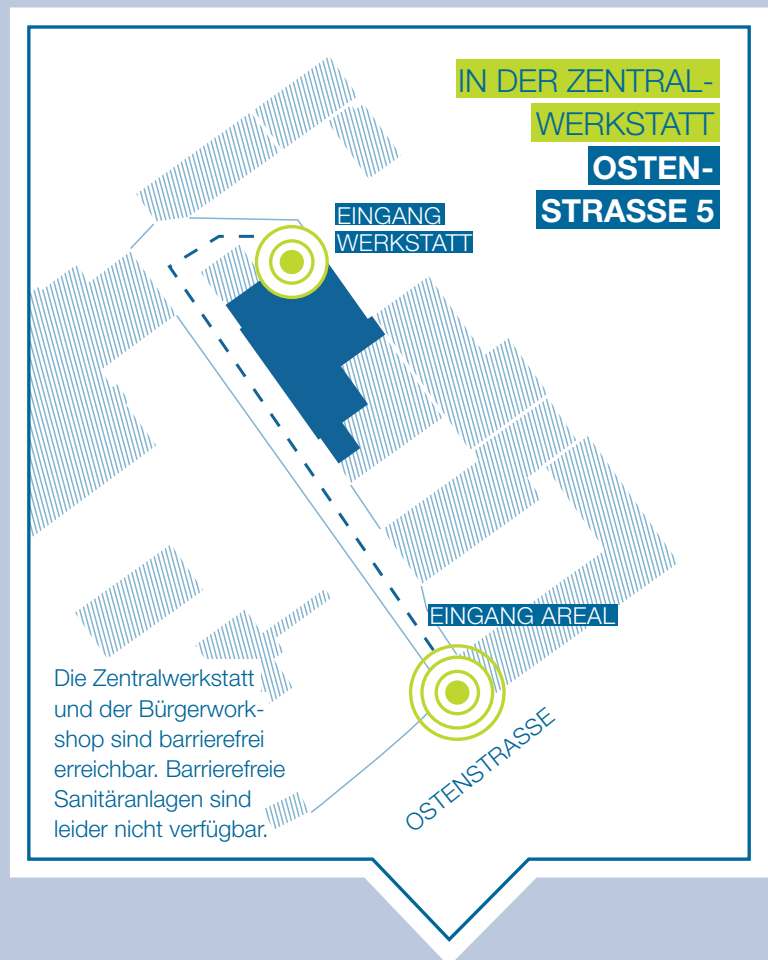 IN DER ZENTRAL-
WERKSTATT
OSTEN-
STRASSE 5
EINGANG
WERKSTATT
EINGANG AREAL
OSTENSTRASSE
Die Zentralwerkstatt
und der Bürgerwork-
shop sind barrierefrei
erreichbar. Barrierefreie
Sanitäranlagen sind
leider nicht verfügbar.